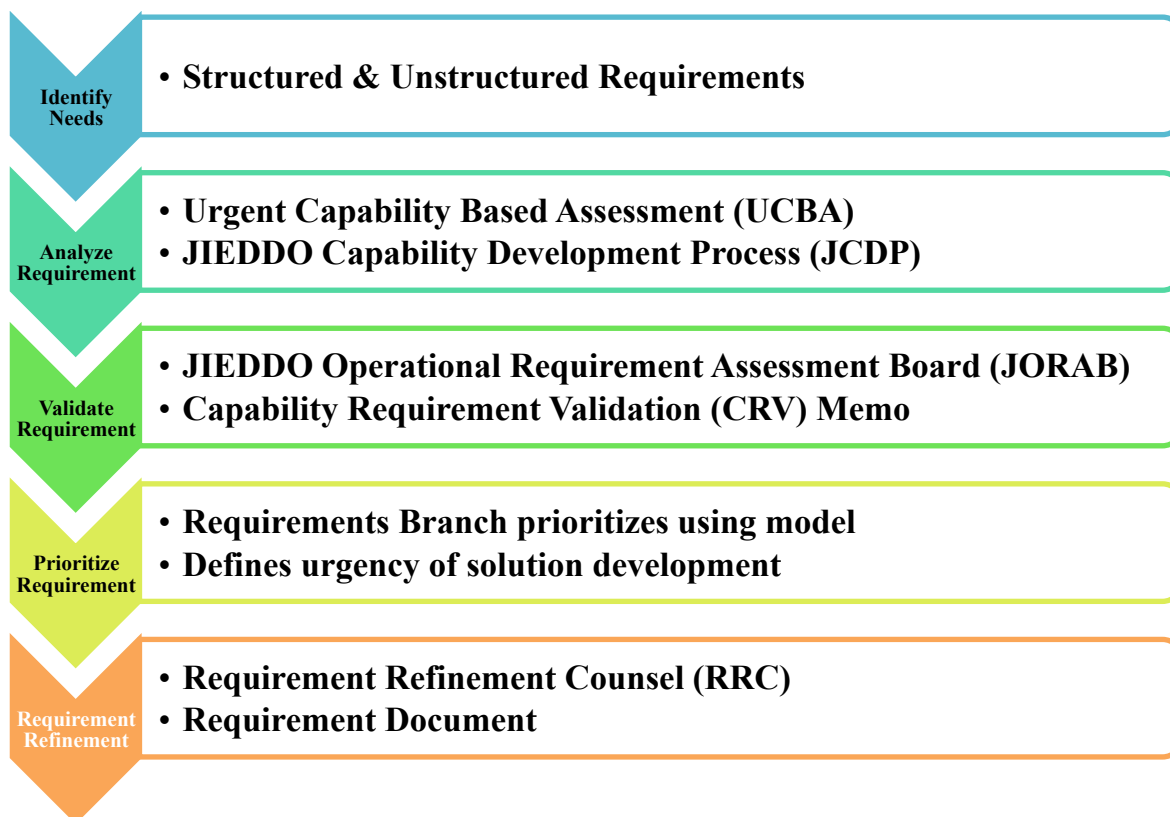 Identify
Needs
• Structured & Unstructured Requirements
Analyze
Requirement
• Urgent Capability Based Assessment (UCBA)
• JIEDDO Capability Development Process (JCDP)
Validate
Requirement
• JIEDDO Operational Requirement Assessment Board (JORAB)
• Capability Requirement Validation (CRV) Memo
Prioritize
Requirement
• Requirements Branch prioritizes using model
• Defines urgency of solution development
Requirement
Refinement
• Requirement Refinement Counsel (RRC)
• Requirement Document